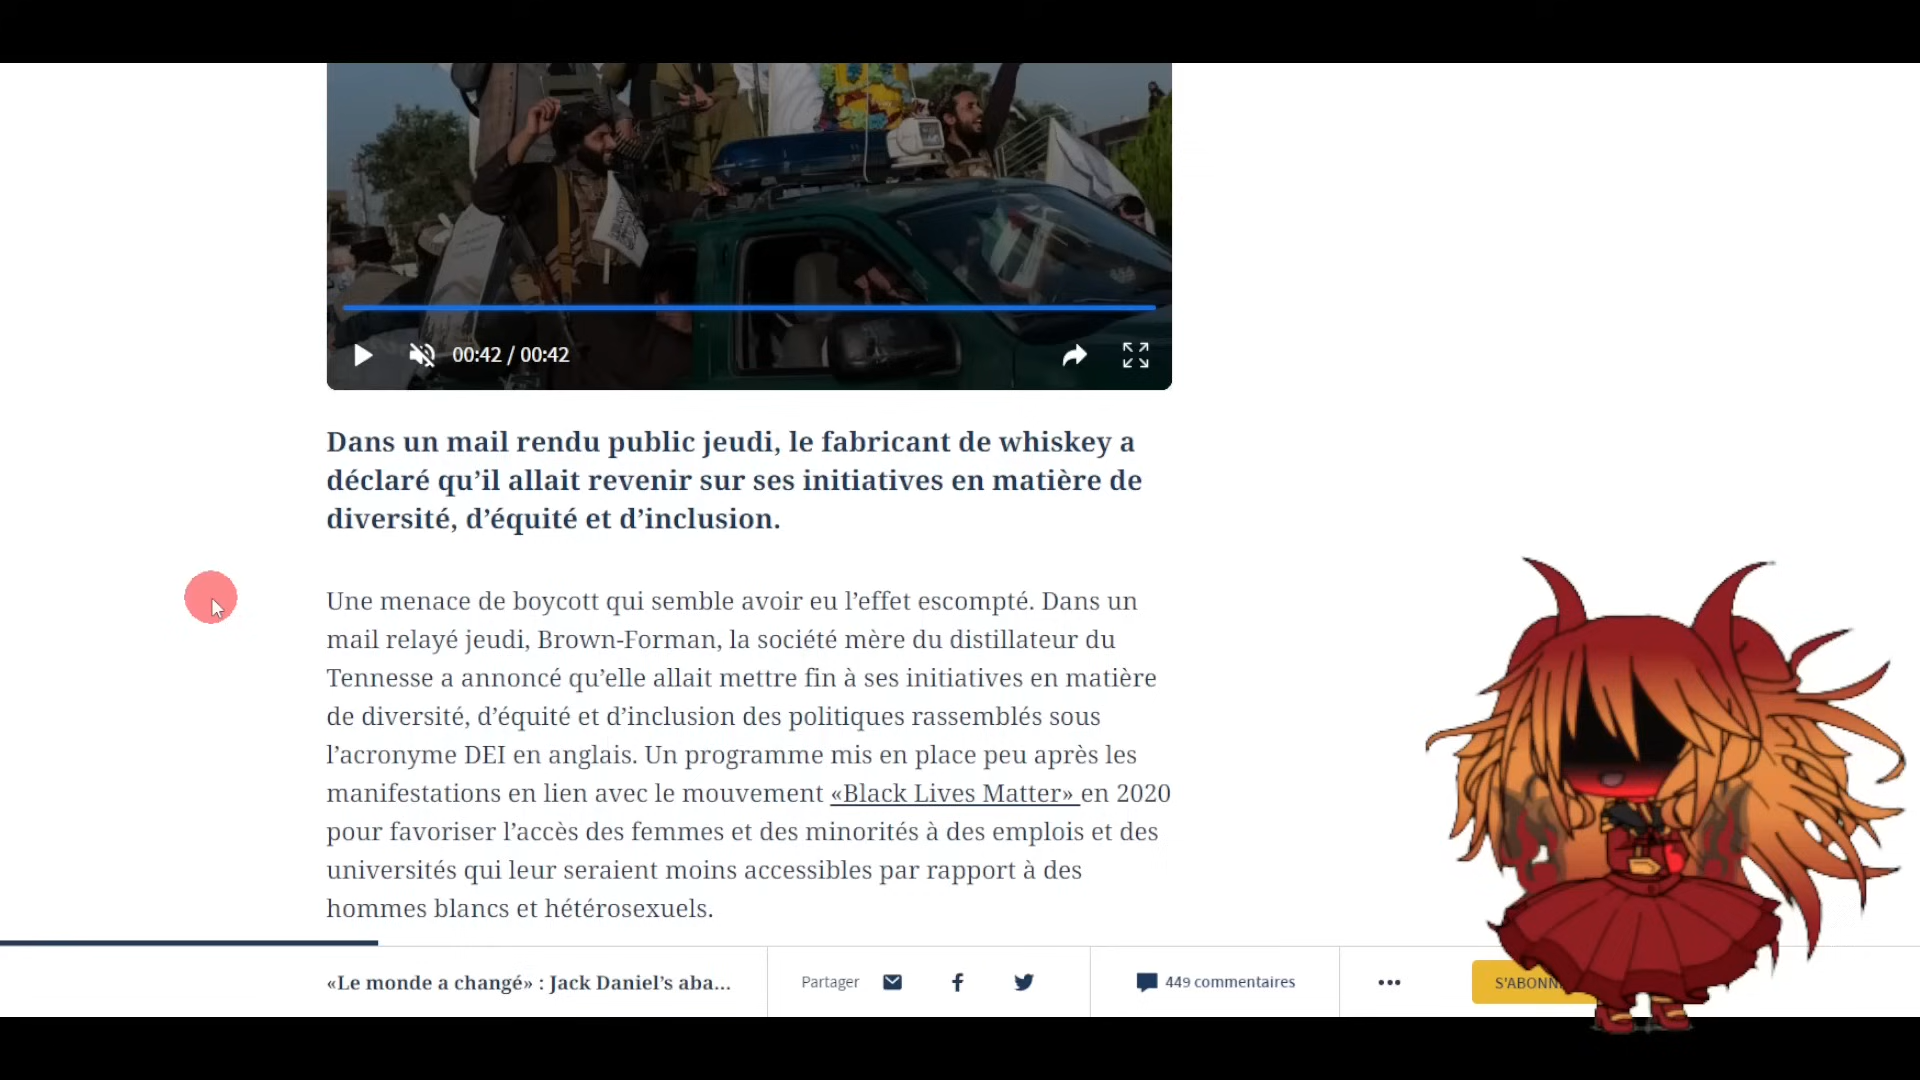 00:42 / 00:42
Dans un mail rendu public jeudi, le fabricant de whiskey a
déclaré qu’il allait revenir sur ses initiatives en matière de
diversité, d’équité et d’inclusion.
Une menace de boycott qui semble avoir eu l’effet escompté. Dans un
mail relayé jeudi, Brown-Forman, la société mère du distillateur du
Tennesse a annoncé qu’elle allait mettre fin à ses initiatives en matière
de diversité, d’équité et d’inclusion des politiques rassemblés sous
l’acronyme DEI en anglais. Un programme mis en place peu après les
manifestations en lien avec le mouvement «Black Lives Matter» en 2020
pour favoriser l’accès des femmes et des minorités à des emplois et des
universités qui leur seraient moins accessibles par rapport à des
hommes blancs et hétérosexuels.
«Le monde a changé» : Jack Daniel’s aba...
Partager
449 commentaires
S'ABONN